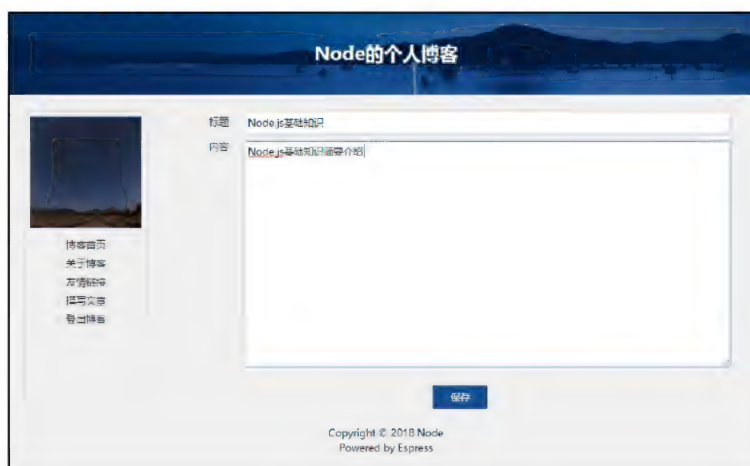 Node的个人博客
标题
Node.js基础知识
内容
Node.js基础知识简要介绍
博客首页
关于博客
友情链接
撰写文章
登出博客
保存
Copyright © 2018 Node
Powered by Espress